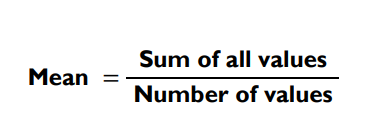 Sum of all values
Mean =
Number of values